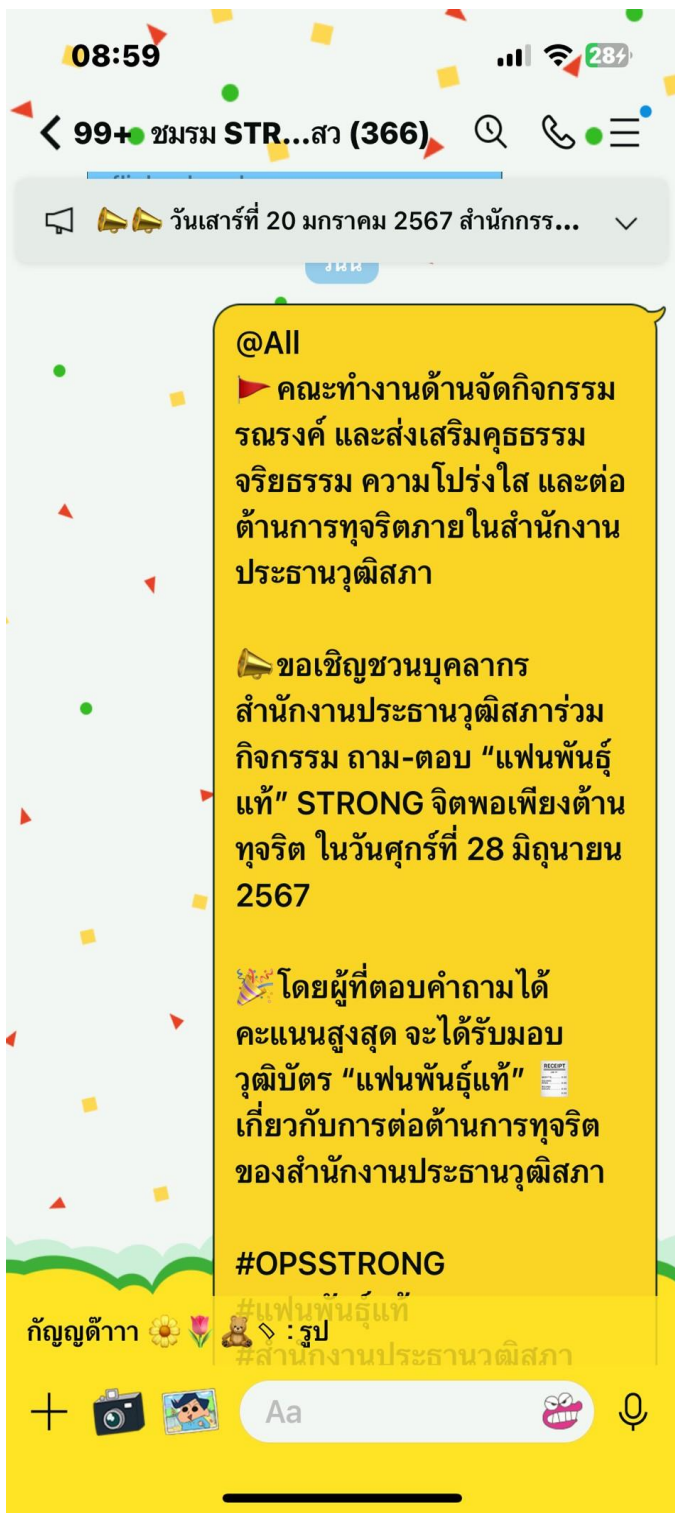 08:59
28
99+ ชมรม STR...สว (366)
วันเสาร์ที่ 20 มกราคม 2567 สำนักกรร...
วันนี้
@All
คณะทำงานด้านจัดกิจกรรม
รณรงค์ และส่งเสริมคุธธรรม
จริยธรรม ความโปร่งใส และต่อ
ต้านการทุจริตภายในสำนักงาน
ประธานวุฒิสภา
ขอเชิญชวนบุคลากร
สำนักงานประธานวุฒิสภาร่วม
กิจกรรม ถาม-ตอบ “แฟนพันธุ์
แท้” STRONG จิตพอเพียงต้าน
ทุจริต ในวันศุกร์ที่ 28 มิถุนายน
2567
โดยผู้ที่ตอบคำถามได้
คะแนนสูงสุด จะได้รับมอบ
วุฒิบัตร “แฟนพันธุ์แท้”
เกี่ยวกับการต่อต้านการทุจริต
ของสำนักงานประธานวุฒิสภา
#OPSSTRONG
#แฟนพันธุ์แท้
กัญญด๊าาา : รูป
#สำนักงานประธานวุฒิสภา
Aa